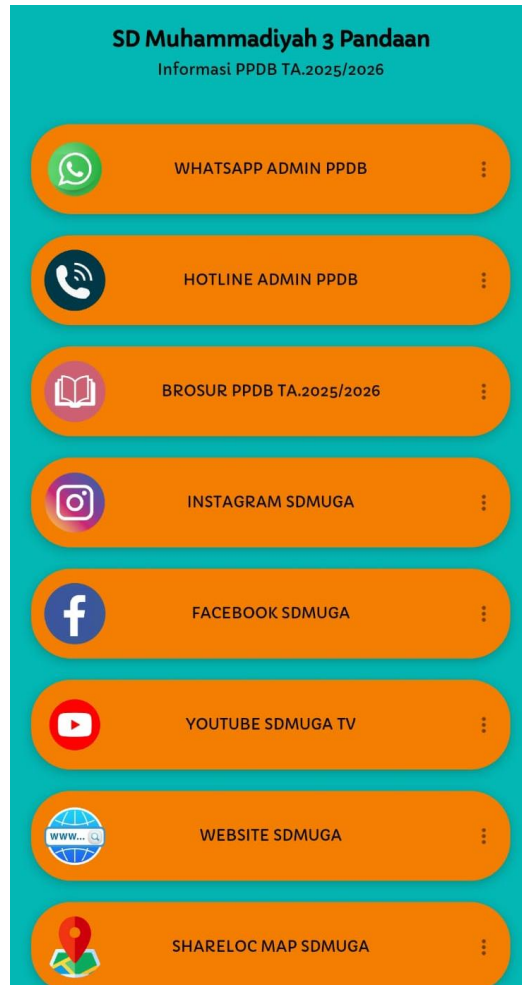 SD Muhammadiyah 3 Pandaan
Informasi PPDB TA.2025/2026
WHATSAPP ADMIN PPDB
HOTLINE ADMIN PPDB
BROSUR PPDB TA.2025/2026
INSTAGRAM SDMUGA
FACEBOOK SDMUGA
YOUTUBE SDMUGA TV
www...
WEBSITE SDMUGA
SHARELOC MAP SDMUGA